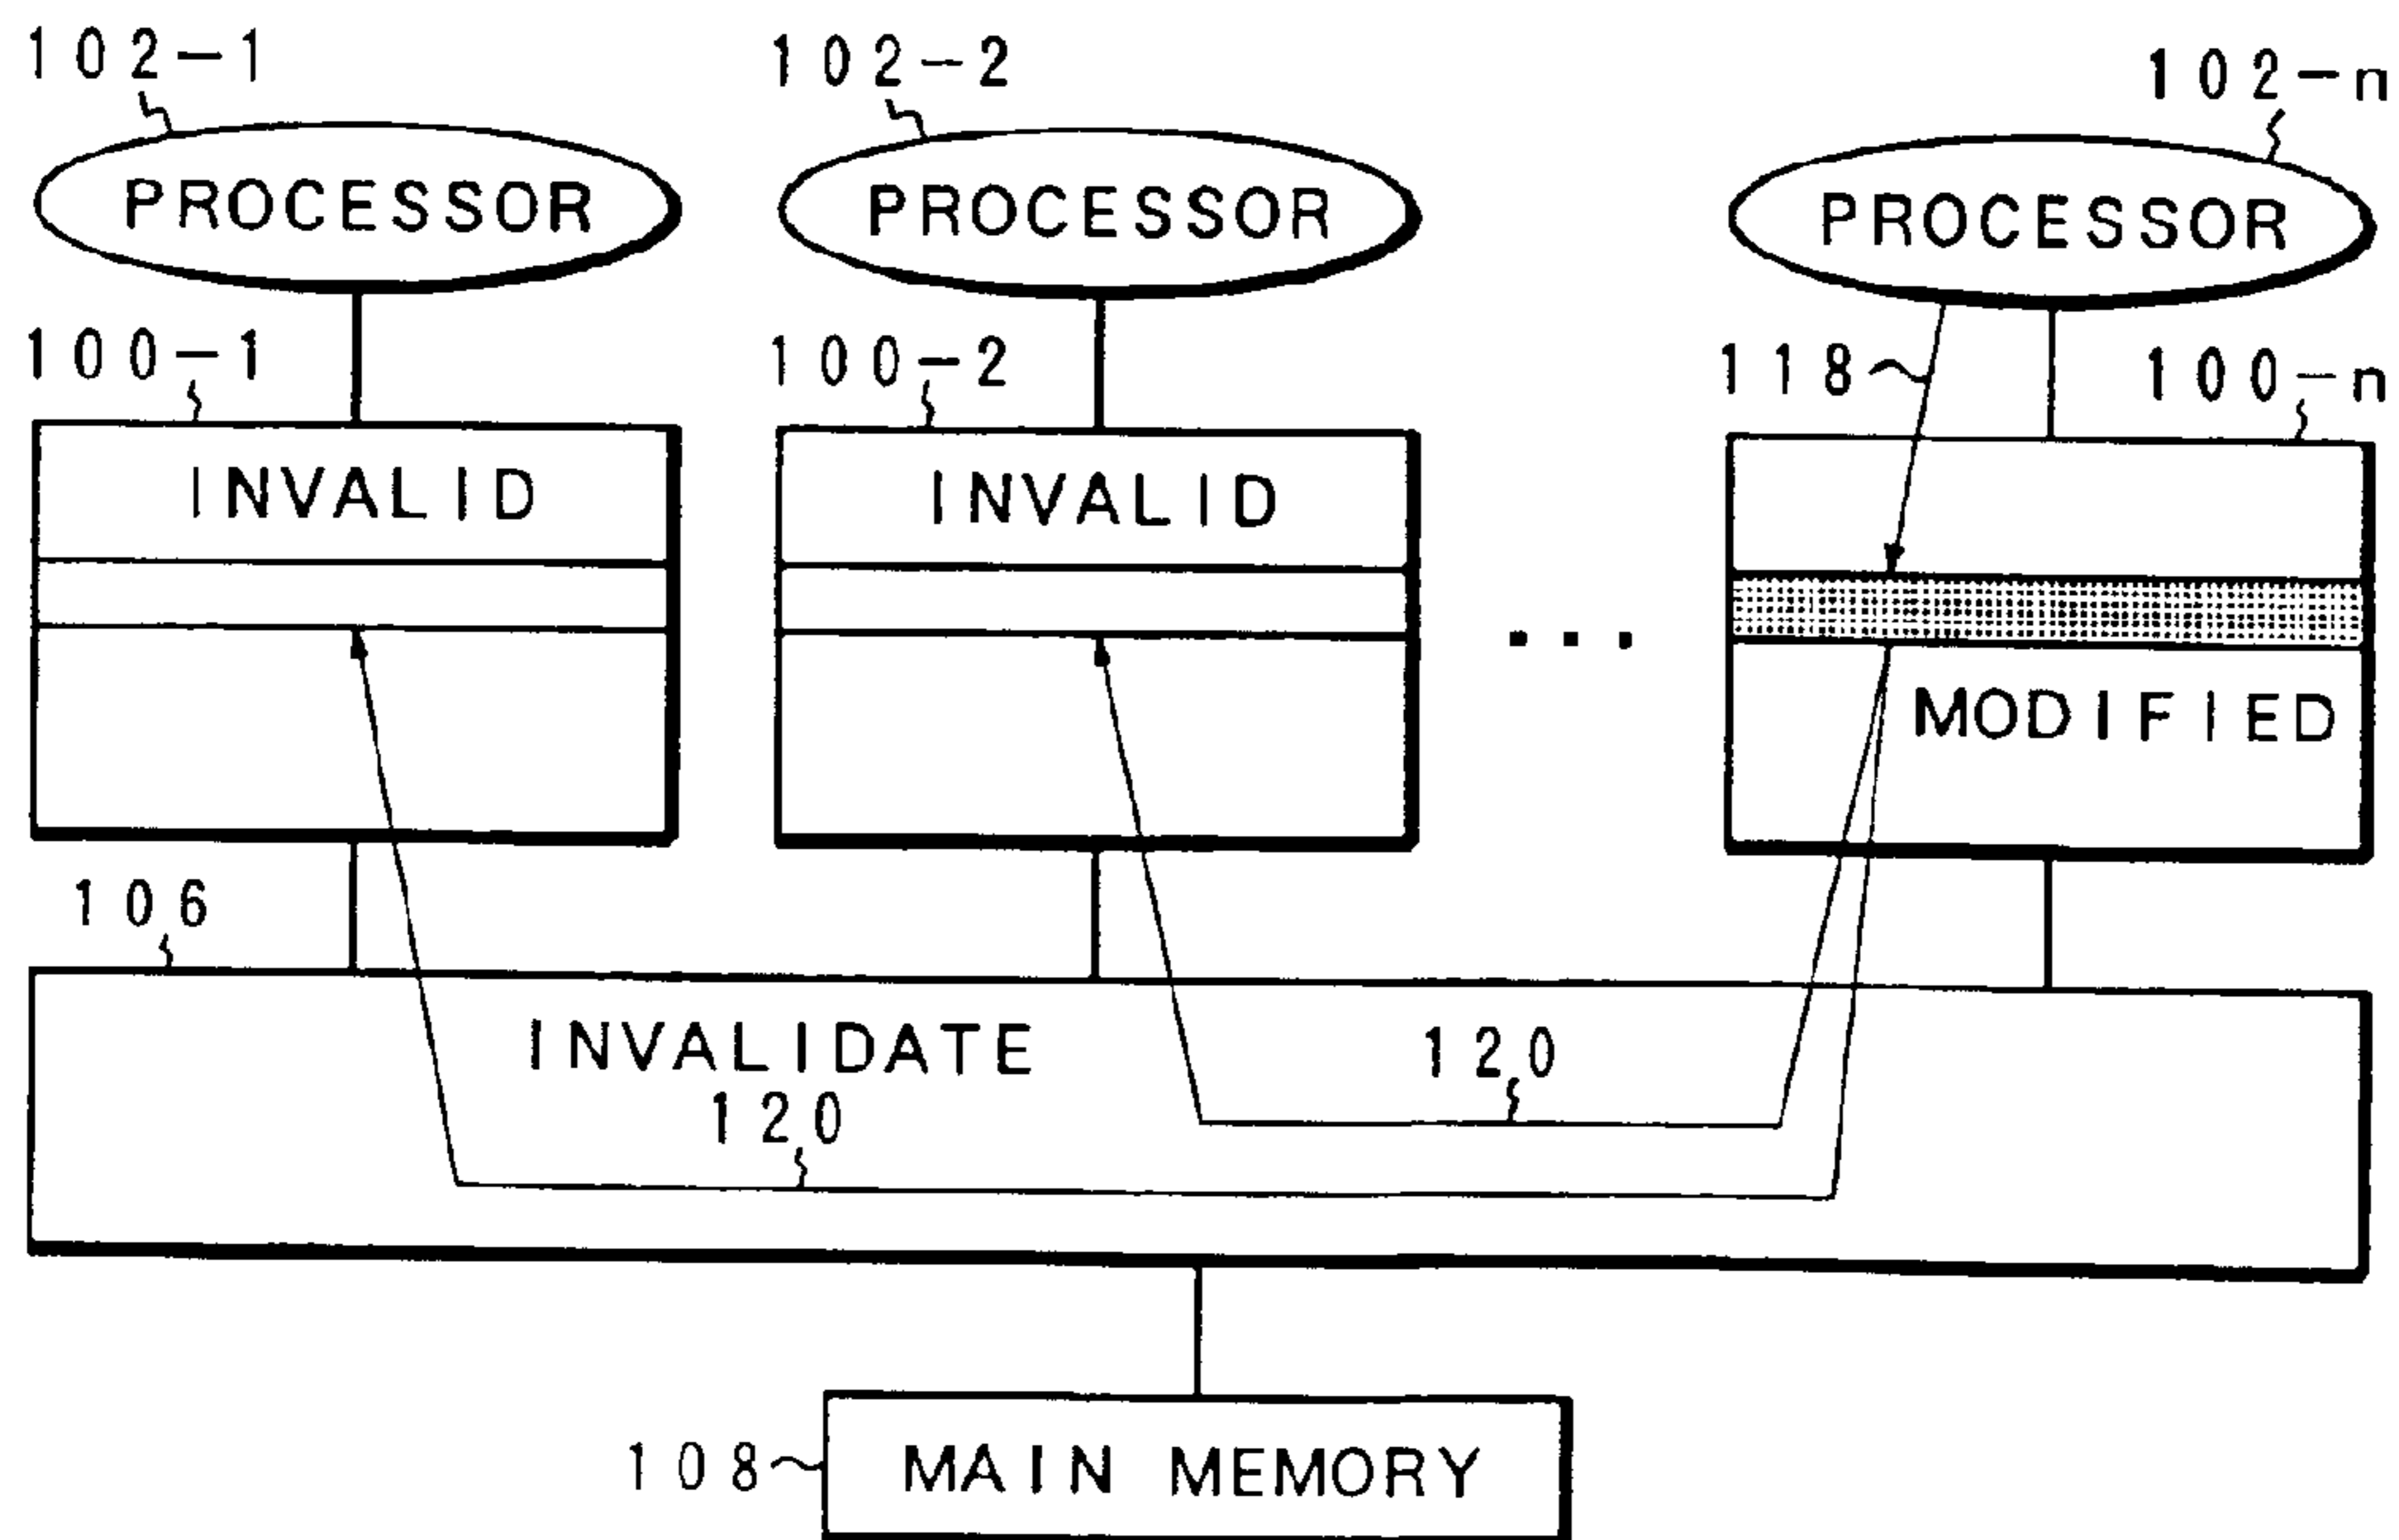 102-1 102-2 102-n
PROCESSOR PROCESSOR PROCESSOR
100-1 100-2 118 100-n
INVALID INVALID
MODIFIED
106
INVALIDATE 120
120
108 MAIN MEMORY